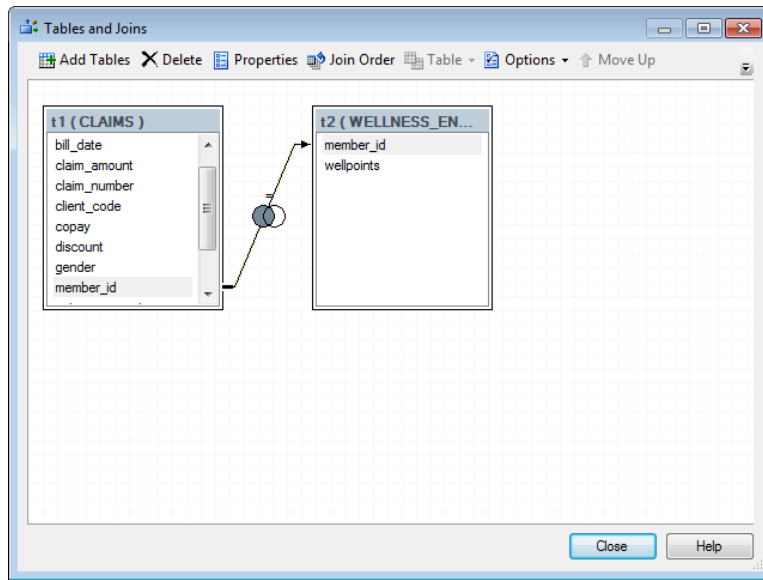 Tables and Joins
Add Tables Delete Properties Join Order Table Options Move Up
t1 ( CLAIMS )
bill_date
claim_amount
claim_number
client_code
copay
discount
gender
member_id
=
t2 ( WELLNESS_EN...
member_id
wellpoints
Close Help